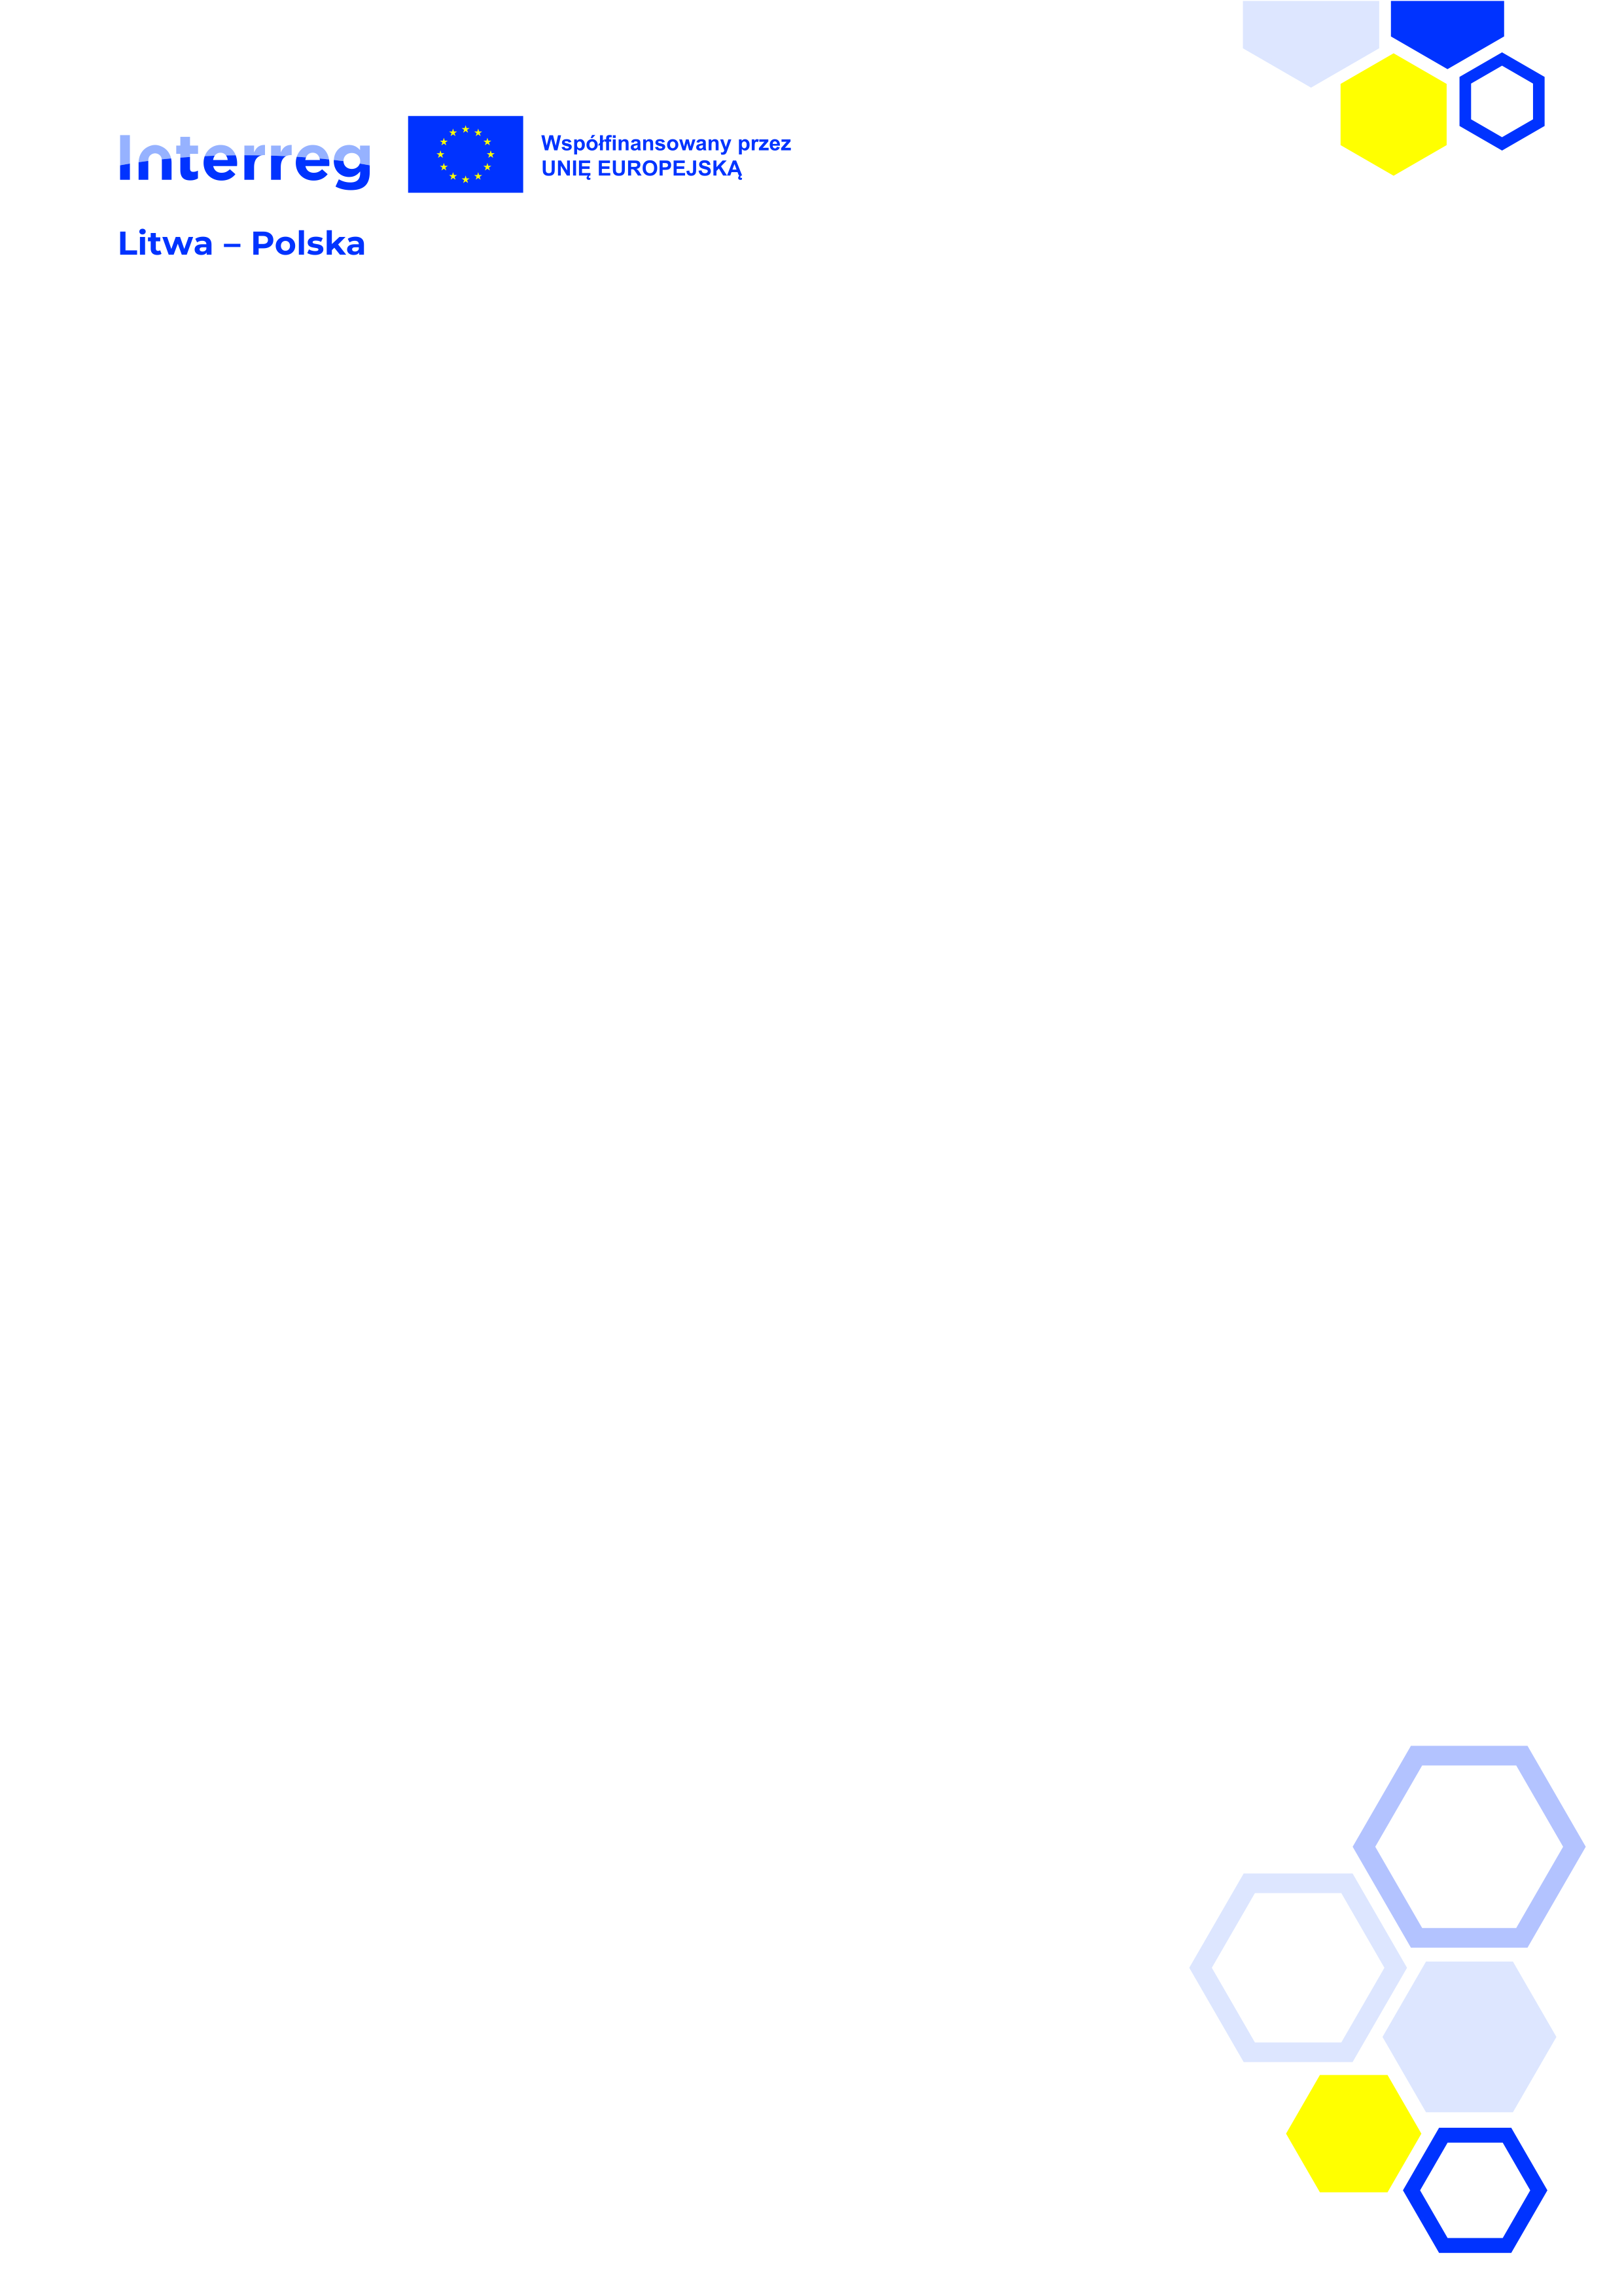 Interreg
Współfinansowany przez
UNIĘ EUROPEJSKĄ
Litwa – Polska